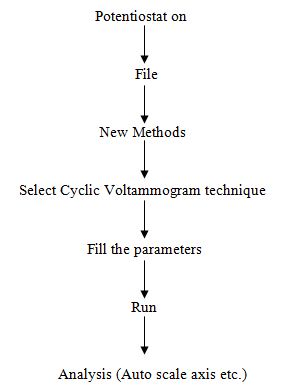 Potentiostat on
File
New Methods
Select Cyclic Voltammogram technique
Fill the parameters
Run
Analysis (Auto scale axis etc.)